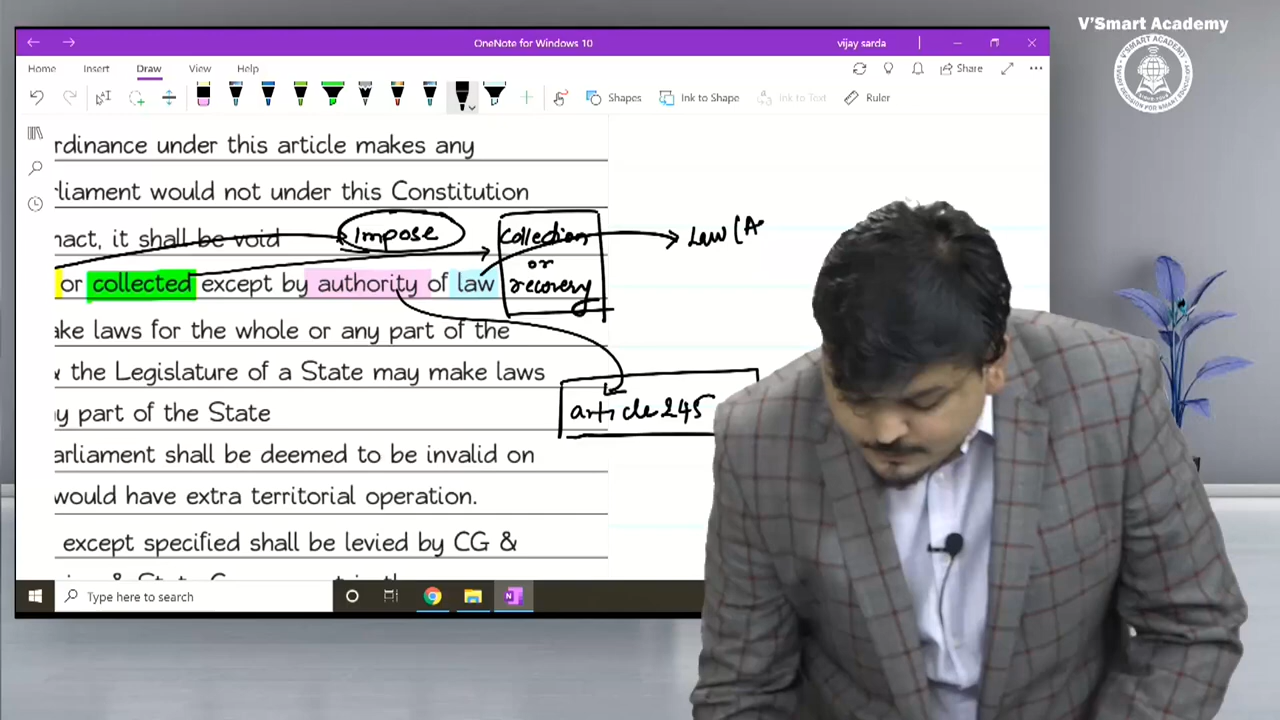 V'Smart Academy
OneNote for Windows 10
vijay sarda
Home Insert Draw View Help
Share
Shapes Ink to Shape Ink to Text Ruler
rdinance under this article makes any
rliament would not under this Constitution
nact, it shall be void
Impose
Collection
or
recovery
Law (A
or collected except by authority of law
ake laws for the whole or any part of the
the Legislature of a State may make laws
y part of the State
article 245
arliament shall be deemed to be invalid on
would have extra territorial operation.
except specified shall be levied by CG &
Type here to search